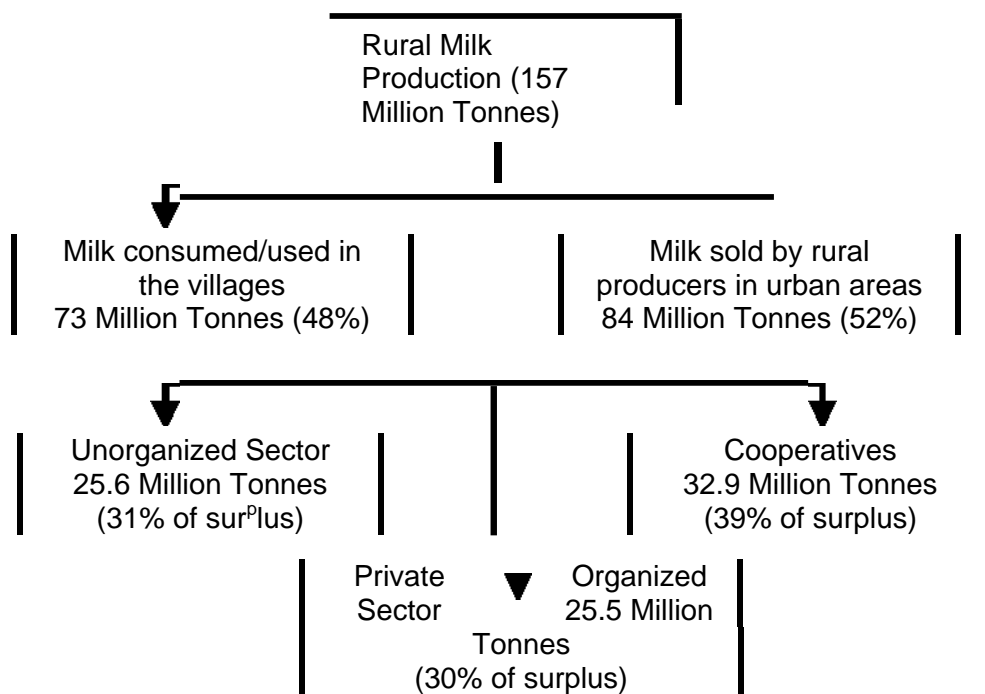 Rural Milk
Production (157
Million Tonnes)
Milk consumed/used in
the villages
73 Million Tonnes (48%)
Milk sold by rural
producers in urban areas
84 Million Tonnes (52%)
Unorganized Sector
25.6 Million Tonnes
(31% of surplus)
Cooperatives
32.9 Million Tonnes
(39% of surplus)
Private Organized
Sector 25.5 Million
Tonnes
(30% of surplus)